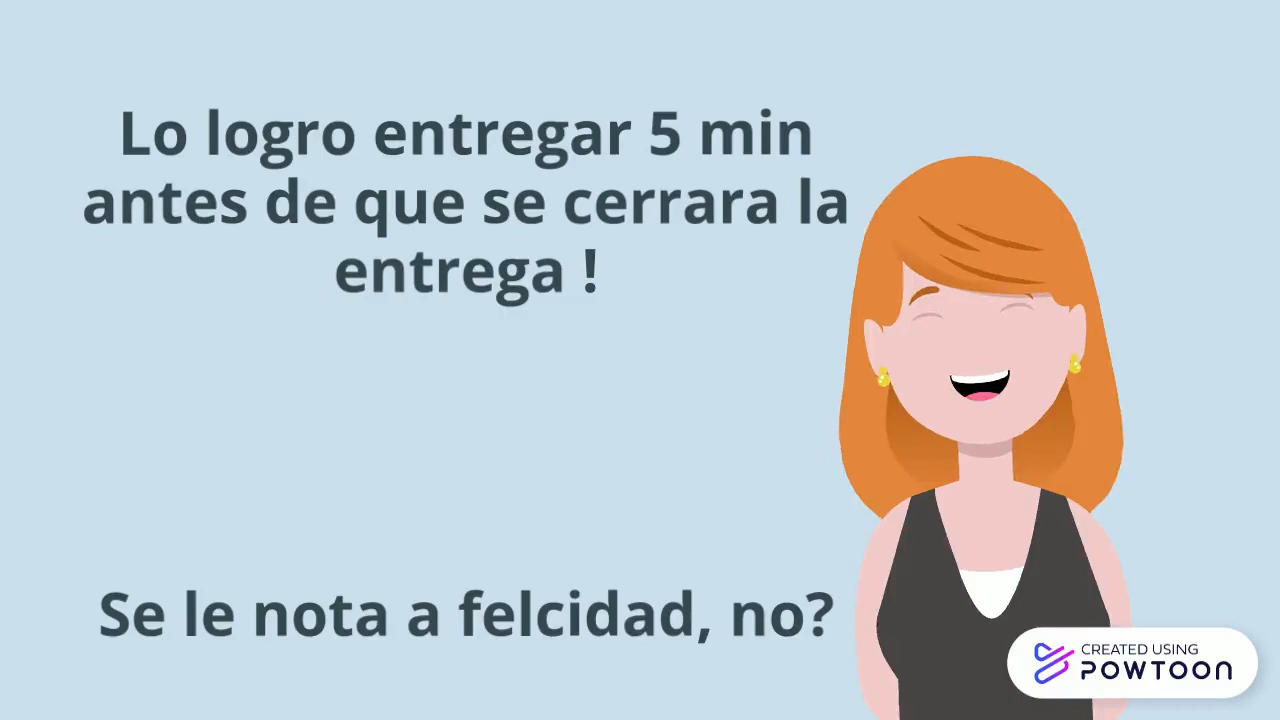 Lo logro entregar 5 min
antes de que se cerrara la
entrega !
Se le nota a felcidad, no?
CREATED USING
POWTOON